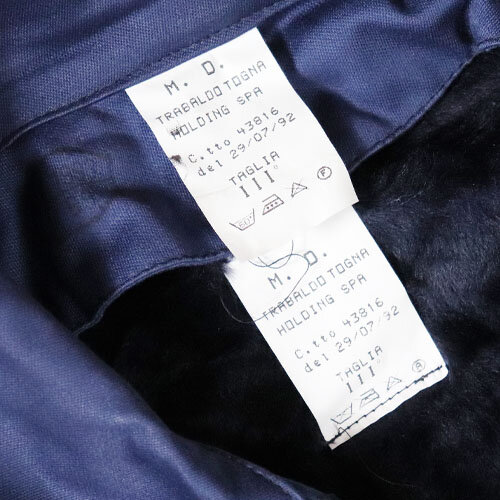 M. D.
TRABALDO TOGNA
HOLDING SPA
C.tto 43816
del 29/07/92
TAGLIA
III°
M. D.
TRABALDO TOGNA
HOLDING SPA
C.tto 43816
del 29/07/92
TAGLIA
III°